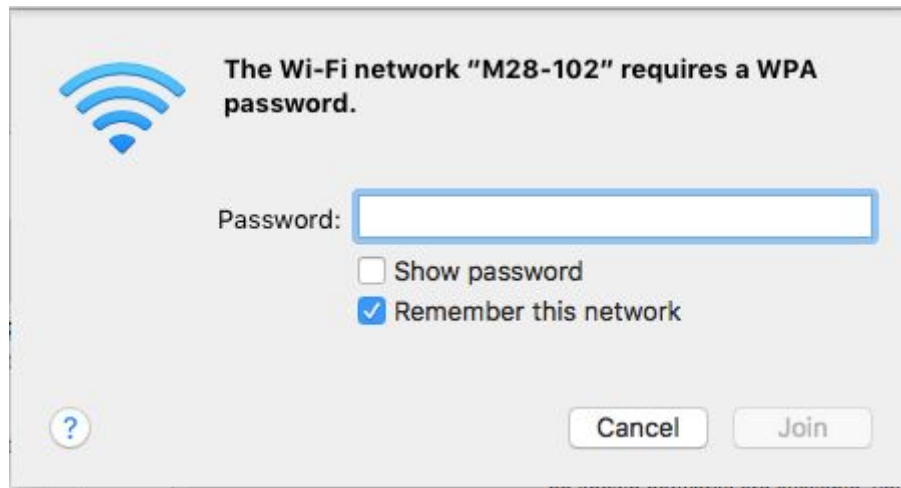 The Wi-Fi network “M28-102” requires a WPA
password.
Password:
Show password
Remember this network
?
Cancel
Join